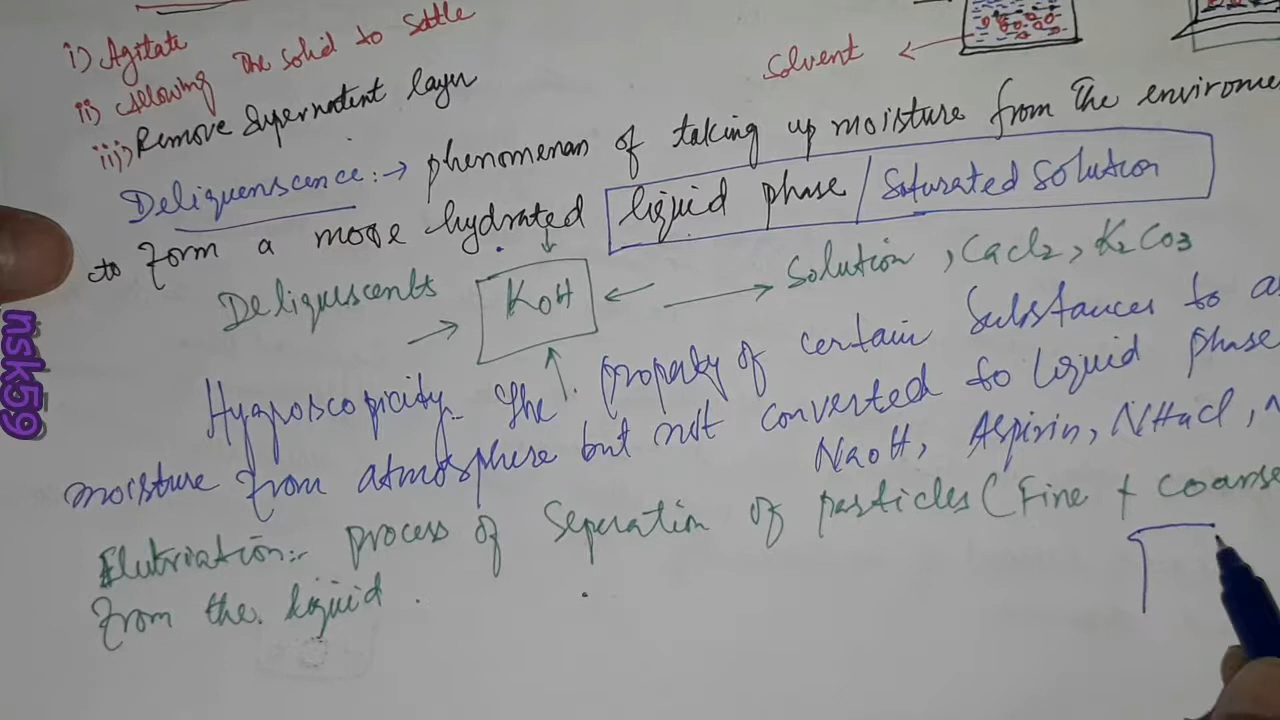 i) Agitate
ii) Allowing The solid to Settle
iii) Remove Supernatent layer
Solvent
Deliquenscence :→ phenomenan of taking up moisture from The environme
to form a more hydrated liquid phase / Saturated Solution
Deliquescents → KOH ← → Solution , CaCl2, K2CO3
Hygroscopicity - The property of certain Substances to a
moisture from atmosphere but not converted to liquid phase
NaOH, Aspirin, NH4Cl,
Elutriation:- process of Seperation of particles (Fine + Coarse
from the liquid .
nsk59